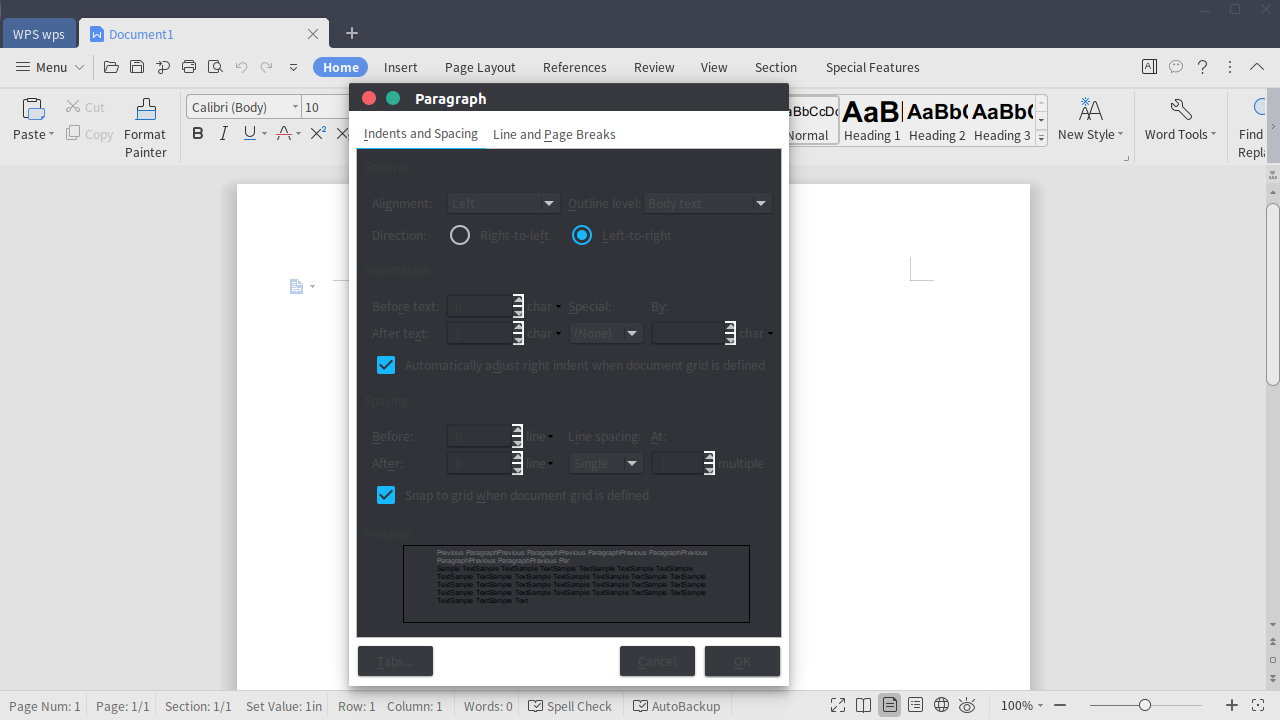 WPS wps
Document1
Menu
Home
Insert
Page Layout
References
Review
View
Section
Special Features
Paste
Cut
Copy
Format
Painter
Calibri (Body)
10
B I U A X²
AaB
AaBb(
AaBb(
Normal
Heading 1
Heading 2
Heading 3
New Style
Word Tools
Find
Paragraph
Indents and Spacing
Line and Page Breaks
General
Alignment: Left
Outline level: Body text
Direction:
Right-to-left
Left-to-right
Indentation
Before text: 0 char
Special:
By:
After text: 0 char
(None)
char
Automatically adjust right indent when document grid is defined
Spacing
Before: 0 line
Line spacing:
At:
After: 0 line
Single
1 multiple
Snap to grid when document grid is defined
Preview
Previous ParagraphPrevious ParagraphPrevious ParagraphPrevious ParagraphPrevious
ParagraphPrevious ParagraphPrevious Par
Sample TextSample TextSample TextSample TextSample TextSample TextSample
TextSample TextSample TextSample TextSample TextSample TextSample TextSample
TextSample TextSample TextSample TextSample TextSample TextSample TextSample
TextSample TextSample TextSample TextSample TextSample TextSample TextSample
TextSample TextSample Text
Tabs...
Cancel
OK
Page Num: 1
Page: 1/1
Section: 1/1
Set Value: 1in
Row: 1
Column: 1
Words: 0
Spell Check
AutoBackup
100%